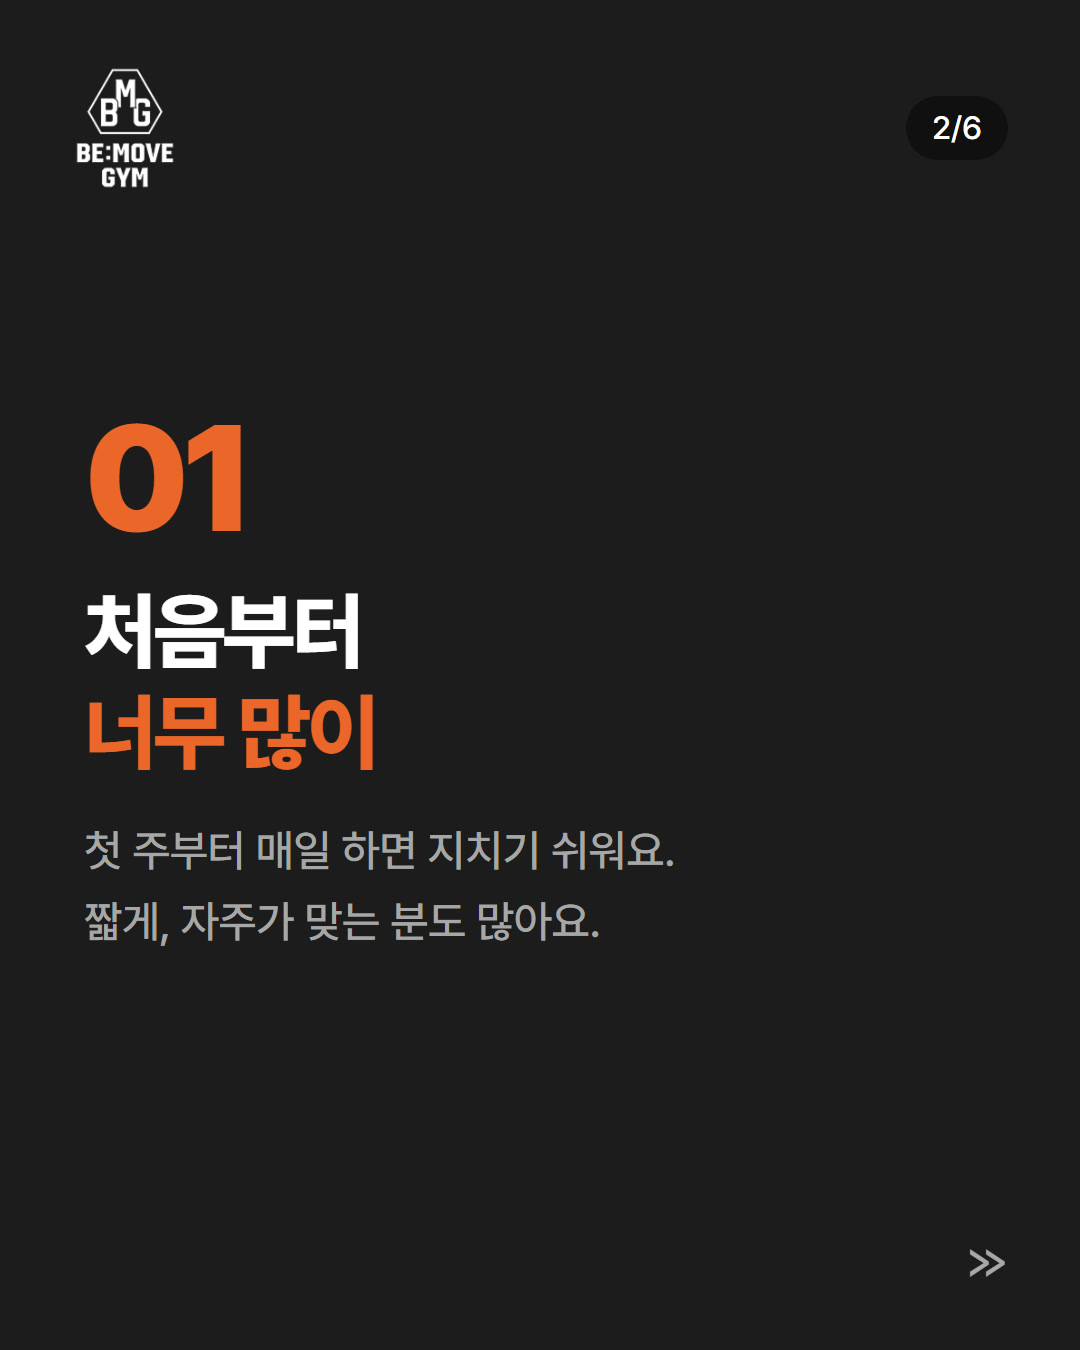 BMG
BE:MOVE
GYM
2/6
01
처음부터
너무 많이
첫 주부터 매일 하면 지치기 쉬워요.
짧게, 자주가 맞는 분도 많아요.
»